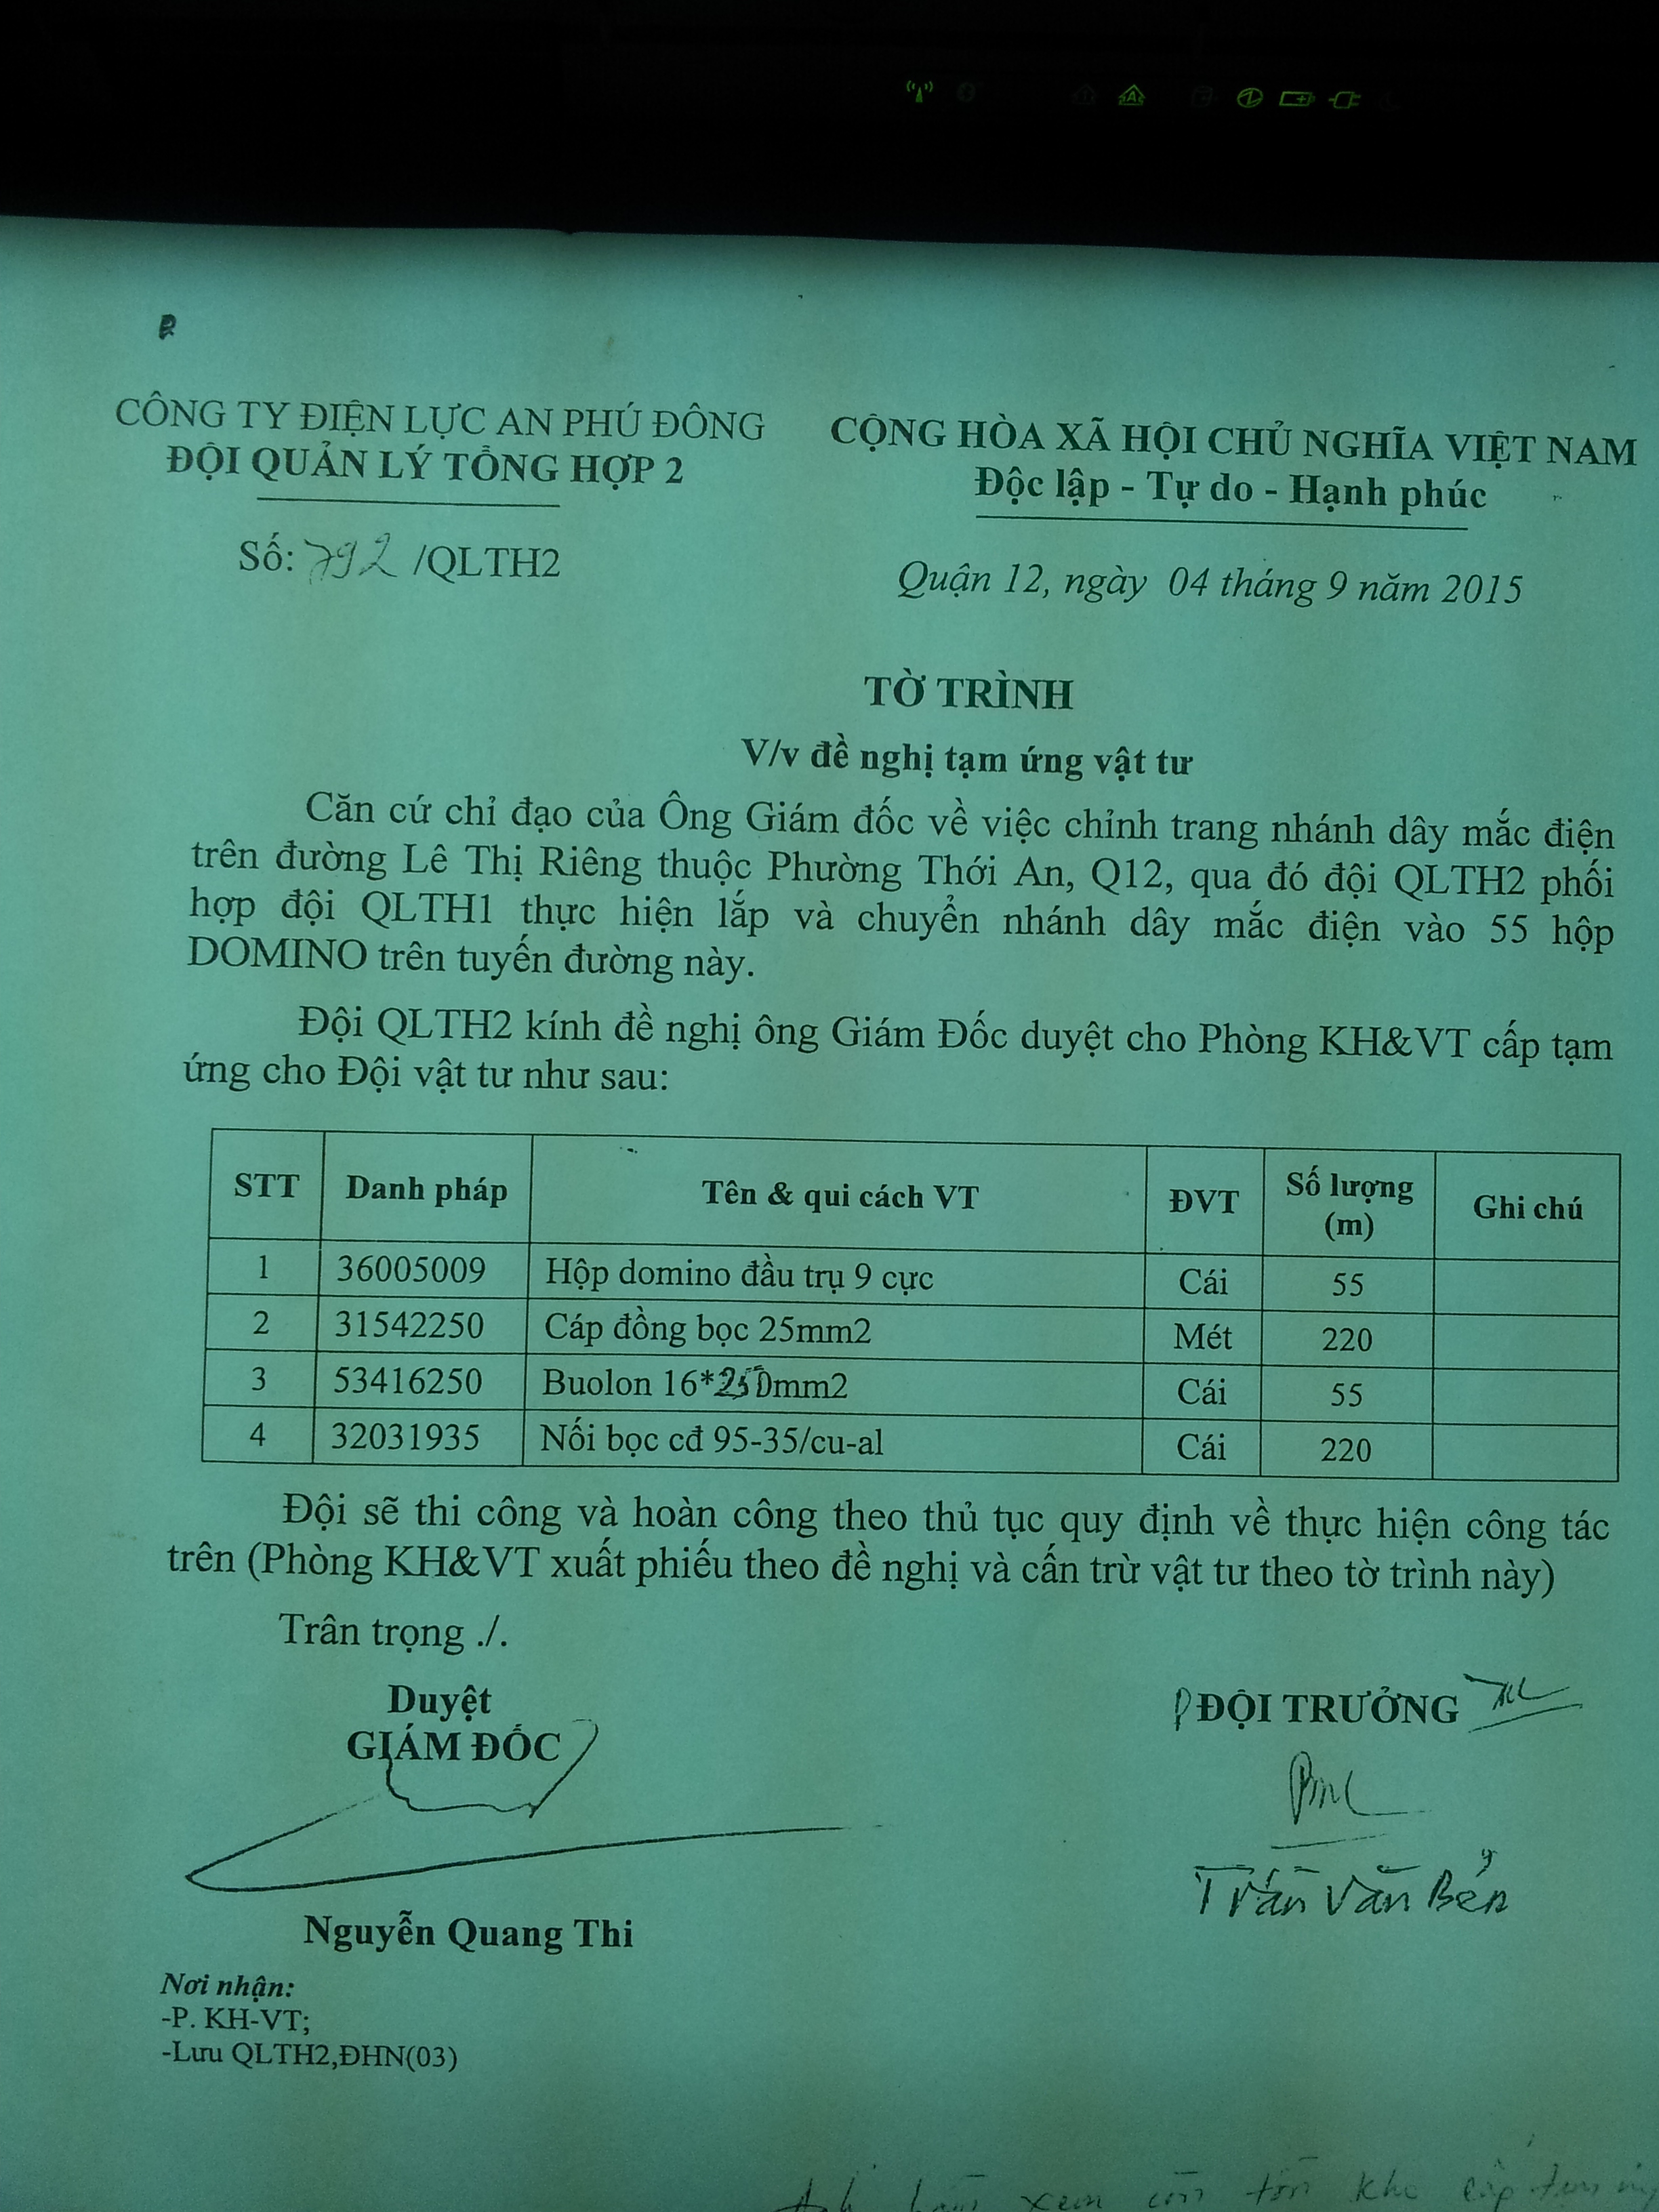 CÔNG TY ĐIỆN LỰC AN PHÚ ĐÔNG
ĐỘI QUẢN LÝ TỔNG HỢP 2
Số: 792 /QLTH2
CỘNG HÒA XÃ HỘI CHỦ NGHĨA VIỆT NAM
Độc lập - Tự do - Hạnh phúc
Quận 12, ngày 04 tháng 9 năm 2015
TỜ TRÌNH
V/v đề nghị tạm ứng vật tư
Căn cứ chỉ đạo của Ông Giám đốc về việc chỉnh trang nhánh dây mắc điện
trên đường Lê Thị Riêng thuộc Phường Thới An, Q12, qua đó đội QLTH2 phối
hợp đội QLTH1 thực hiện lắp và chuyển nhánh dây mắc điện vào 55 hộp
DOMINO trên tuyến đường này.
Đội QLTH2 kính đề nghị ông Giám Đốc duyệt cho Phòng KH&VT cấp tạm
ứng cho Đội vật tư như sau:
STT Danh pháp Tên & qui cách VT ĐVT Số lượng (m) Ghi chú
1 36005009 Hộp domino đầu trụ 9 cực Cái 55
2 31542250 Cáp đồng bọc 25mm2 Mét 220
3 53416250 Buolon 16*250mm2 Cái 55
4 32031935 Nối bọc cđ 95-35/cu-al Cái 220
Đội sẽ thi công và hoàn công theo thủ tục quy định về thực hiện công tác
trên (Phòng KH&VT xuất phiếu theo đề nghị và cấn trừ vật tư theo tờ trình này)
Trân trọng ./.
Duyệt
GIÁM ĐỐC
Nguyễn Quang Thi
ĐỘI TRƯỞNG
Trần Văn Bẻn
Nơi nhận:
-P. KH-VT;
-Lưu QLTH2,ĐHN(03)
xem còn tồn kho